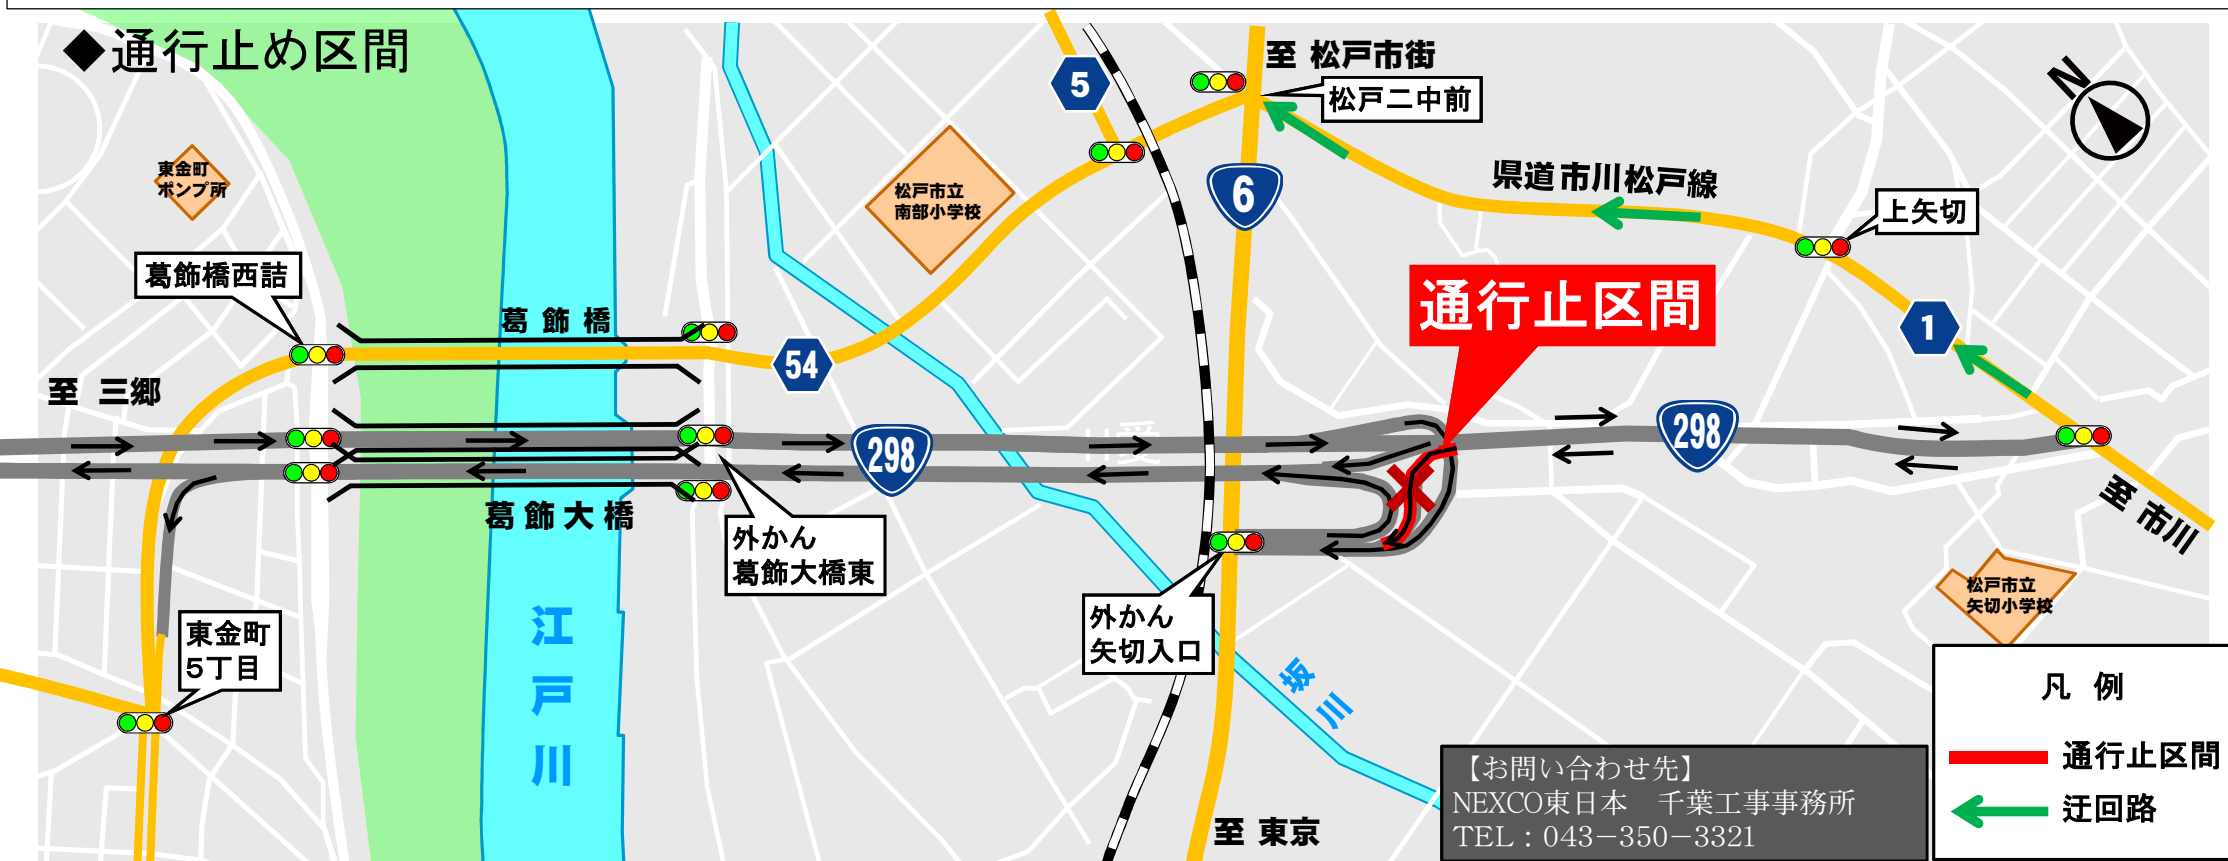 ◆通行止め区間
至 松戸市街
松戸二中前
5
N
東金町
ポンプ所
松戸市立
南部小学校
6
県道市川松戸線
上矢切
葛飾橋西詰
葛飾橋
通行止区間
1
至 三郷
54
298
298
葛飾大橋
外かん
葛飾大橋東
至 市川
外かん
矢切入口
松戸市立
矢切小学校
東金町
5丁目
江戸川
坂川
凡 例
通行止区間
迂回路
【お問い合わせ先】
NEXCO東日本　千葉工事事務所
TEL：043－350－3321
至 東京